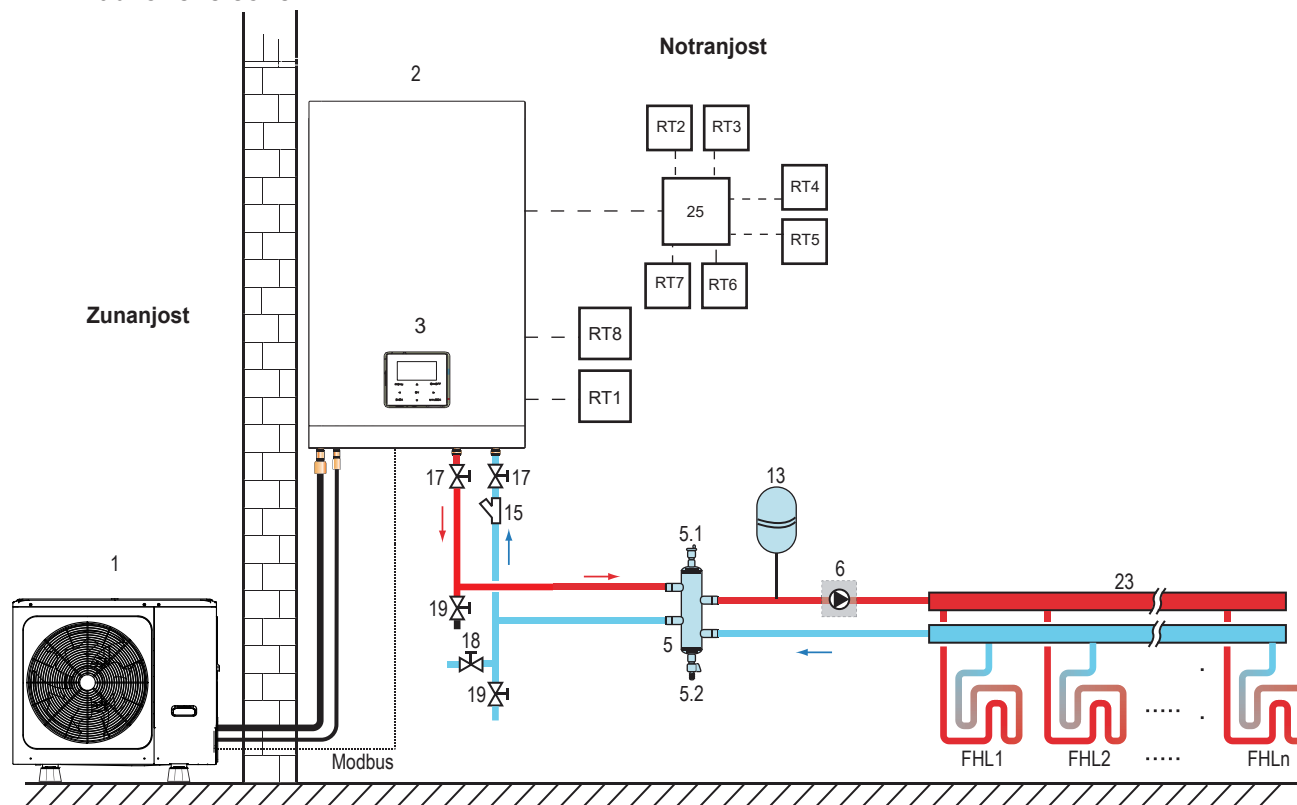 Notranjost
2
RT2
RT3
RT4
25
RT5
RT7
RT6
Zunanjost
3
RT8
RT1
17
17
13
15
5.1
1
6
23
19
18
5
19
5.2
Modbus
FHL1
FHL2
FHLn